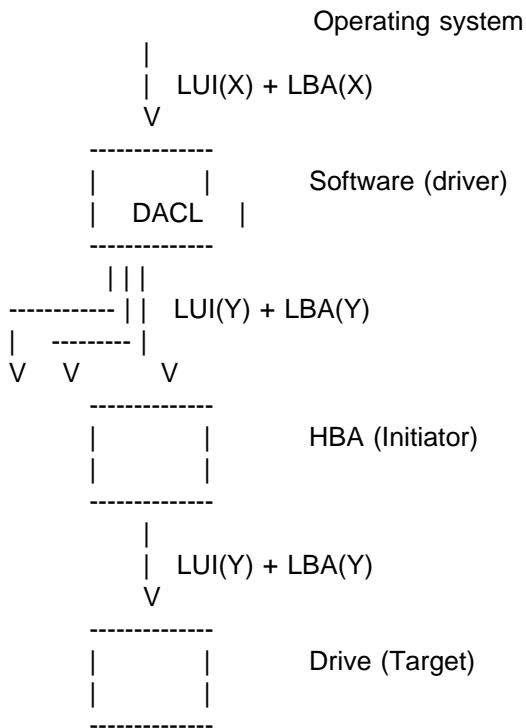 Operating system
|
| LUI(X) + LBA(X)
V
--------------
| | Software (driver)
| DACL |
--------------
| | |
------------ | | LUI(Y) + LBA(Y)
| --------- |
V V V
--------------
| | HBA (Initiator)
| |
--------------
|
| LUI(Y) + LBA(Y)
V
--------------
| | Drive (Target)
| |
--------------